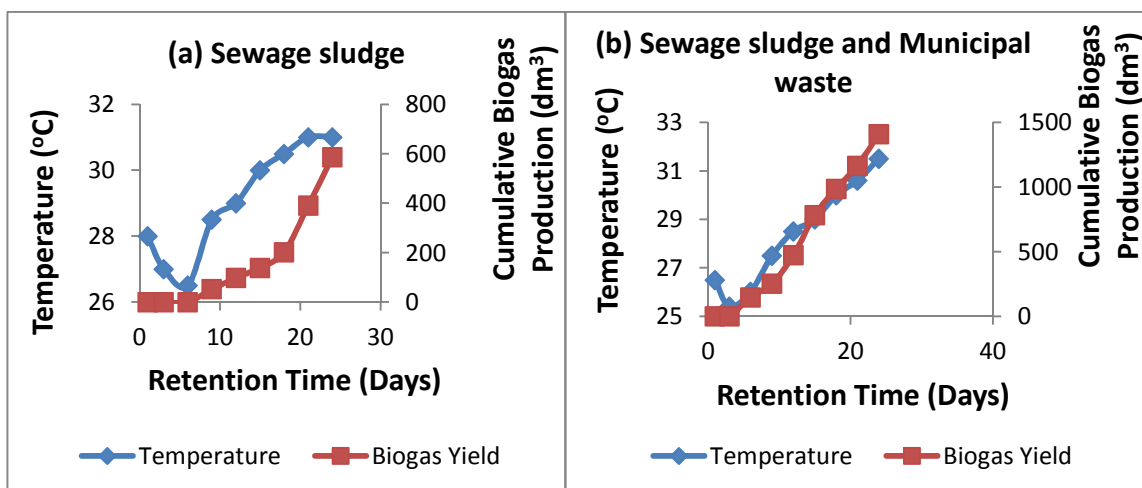 (a) Sewage sludge
Temperature (ºC)
32
30
28
26
Cumulative Biogas
Production (dm³)
800
600
400
200
0
0
10
20
30
Retention Time (Days)
Temperature
Biogas Yield
(b) Sewage sludge and Municipal
waste
Temperature (ºC)
33
31
29
27
25
Cumulative Biogas
Production (dm³)
1500
1000
500
0
0
20
40
Retention Time (Days)
Temperature
Biogas Yield